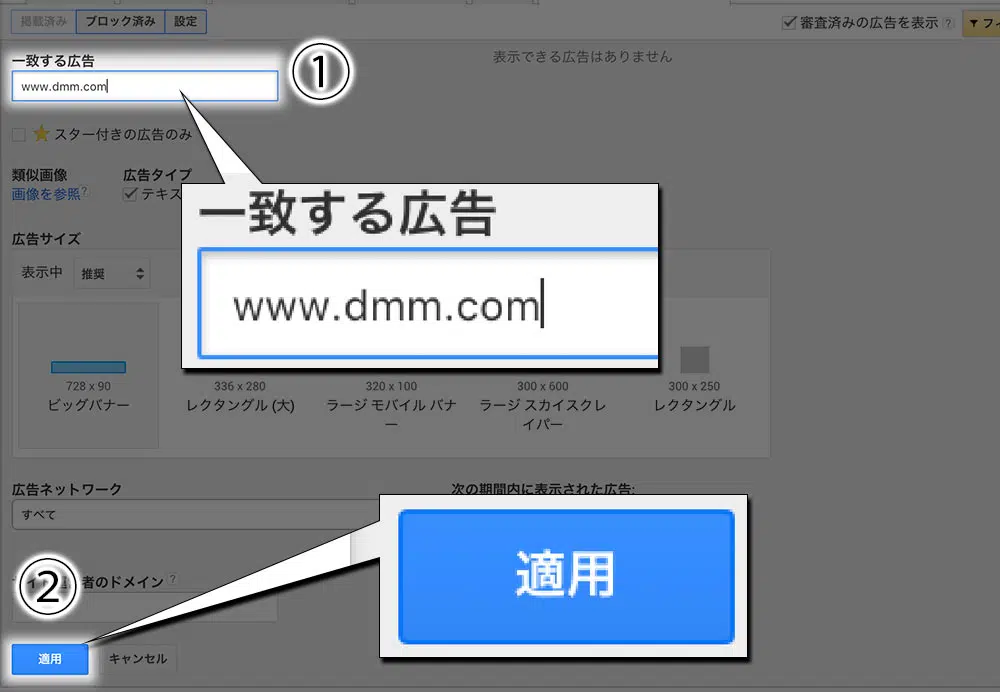 掲載済み ブロック済み 設定
審査済みの広告を表示 ?
▼フィ
一致する広告
www.dmm.com
①
表示できる広告はありません
スター付きの広告のみ
類似画像 広告タイプ
画像を参照? テキス
一致する広告
www.dmm.com
広告サイズ
表示中 推奨
728 x 90
ビッグバナー
336 x 280
レクタングル (大)
320 x 100
ラージ モバイル バナ
ー
300 x 600
ラージ スカイスクレ
イパー
300 x 250
レクタングル
広告ネットワーク
すべて
次の期間内に表示された広告:
適用
②
者のドメイン ?
適用 キャンセル